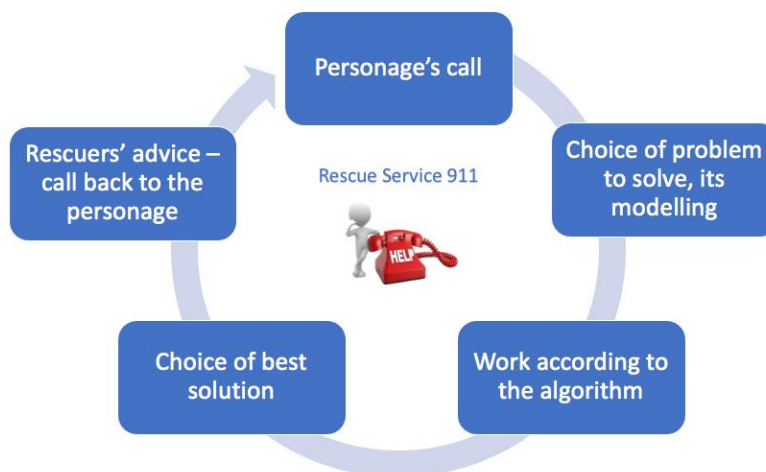 Personage's call
Choice of problem
to solve, its
modelling
Work according to
the algorithm
Choice of best
solution
Rescuers' advice –
call back to the
personage
Rescue Service 911
HELP